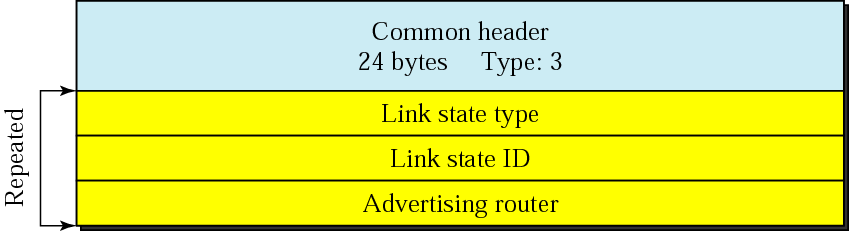 Common header
24 bytes Type: 3
Repeated
Link state type
Link state ID
Advertising router